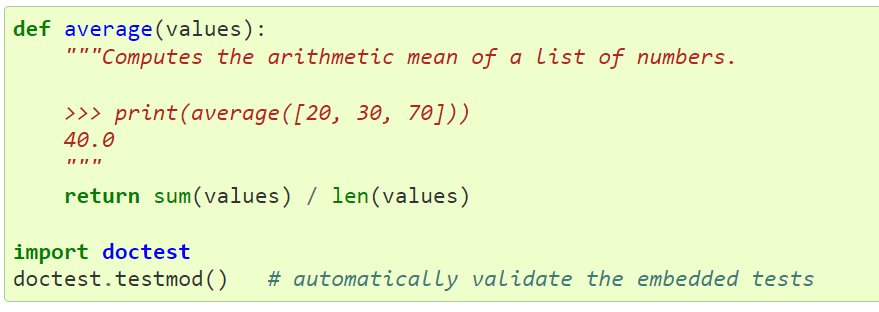 def average(values):
    """Computes the arithmetic mean of a list of numbers.

    >>> print(average([20, 30, 70]))
    40.0
    """
    return sum(values) / len(values)

import doctest
doctest.testmod()   # automatically validate the embedded tests